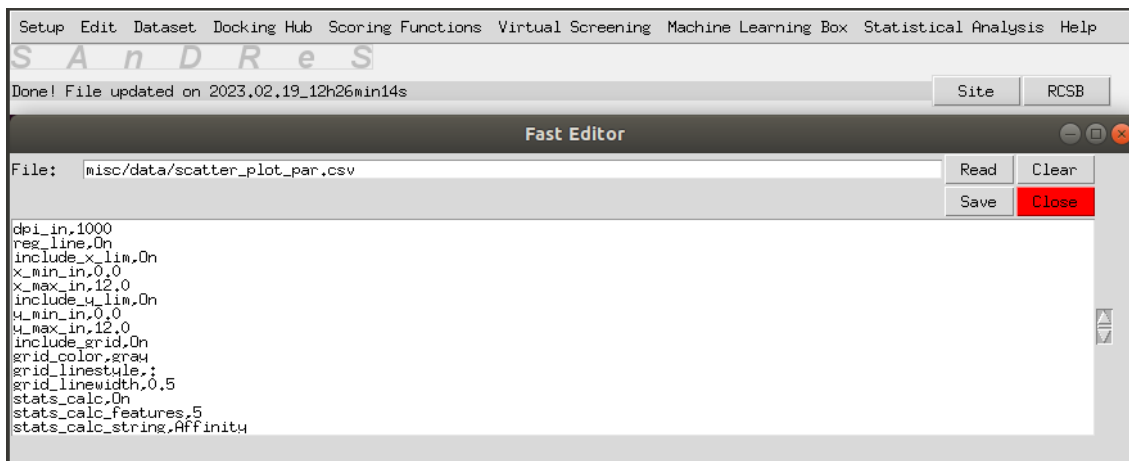 Setup Edit Dataset Docking Hub Scoring Functions Virtual Screening Machine Learning Box Statistical Analysis Help
S A n D R e S
Done! File updated on 2023.02.19_12h26min14s Site RCSB
Fast Editor
File: misc/data/scatter_plot_par.csv Read Clear
Save Close
dpi_in,1000
reg_line,On
include_x_lim,On
x_min_in,0.0
x_max_in,12.0
include_y_lim,On
y_min_in,0.0
y_max_in,12.0
include_grid,On
grid_color,gray
grid_linestyle,:
grid_linewidth,0.5
stats_calc,On
stats_calc_features,5
stats_calc_string,Affinity